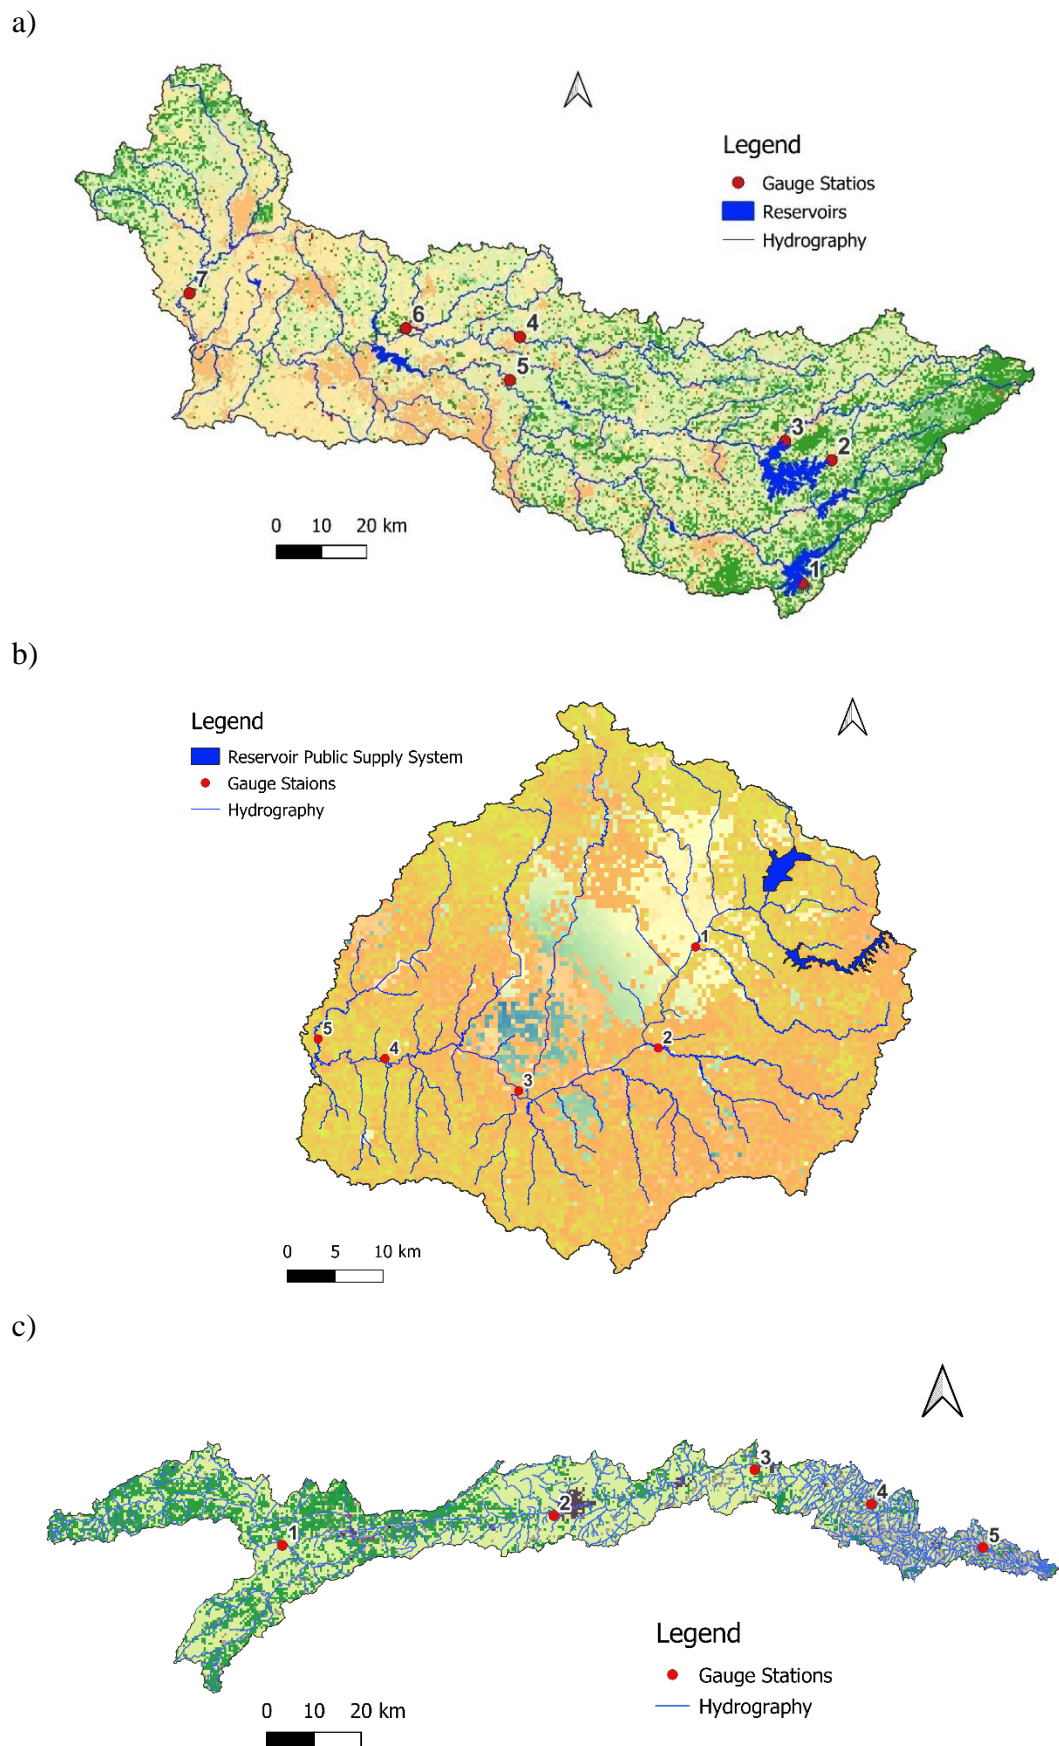 a)
Legend
Gauge Statios
Reservoirs
Hydrography
7
6
4
5
3
2
1
0 10 20 km
b)
Legend
Reservoir Public Supply System
Gauge Staions
Hydrography
1
2
3
4
5
0 5 10 km
c)
1
2
3
4
5
Legend
Gauge Stations
Hydrography
0 10 20 km